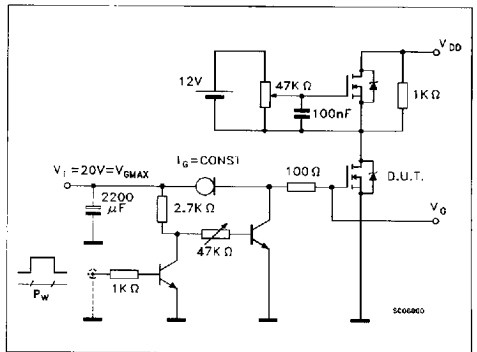 V_DD
12V
47K Ω
100nF
1K Ω
I_G=CONST
V_i =20V=V_GMAX
100 Ω
D.U.T.
2200
μF
2.7K Ω
47K Ω
V_G
1K Ω
P_W
SC06000